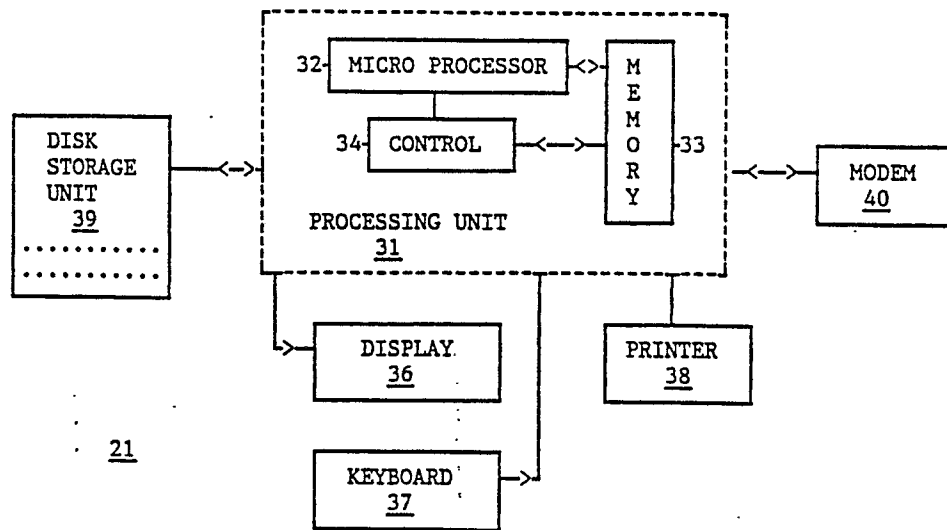 32 MICRO PROCESSOR
MEMORY
34 CONTROL
33
DISK
STORAGE
UNIT
39
PROCESSING UNIT
31
MODEM
40
DISPLAY
36
PRINTER
38
21
KEYBOARD
37